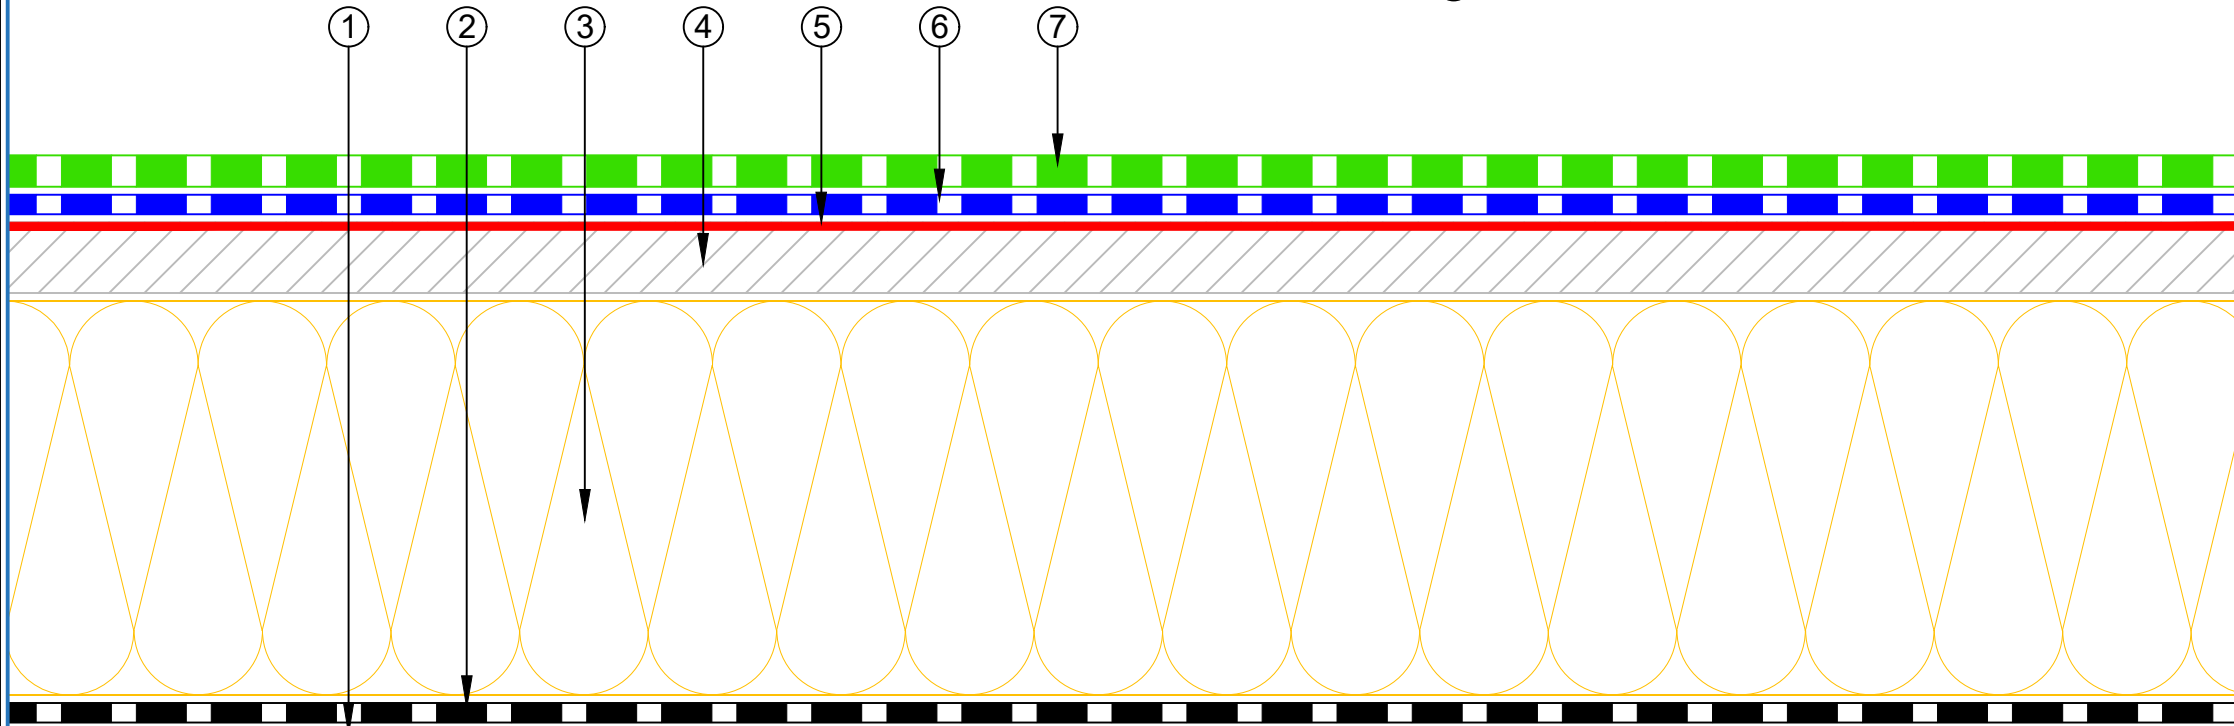 ① ② ③ ④ ⑤ ⑥ ⑦